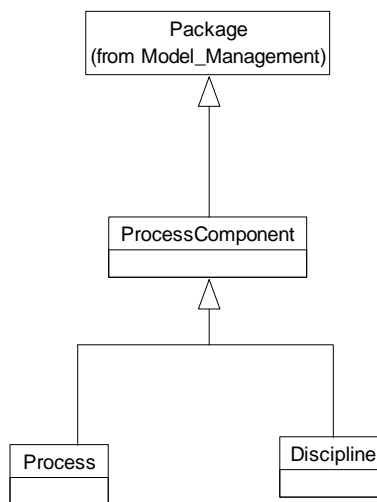 Package
(from Model_Management)
ProcessComponent
Process
Discipline